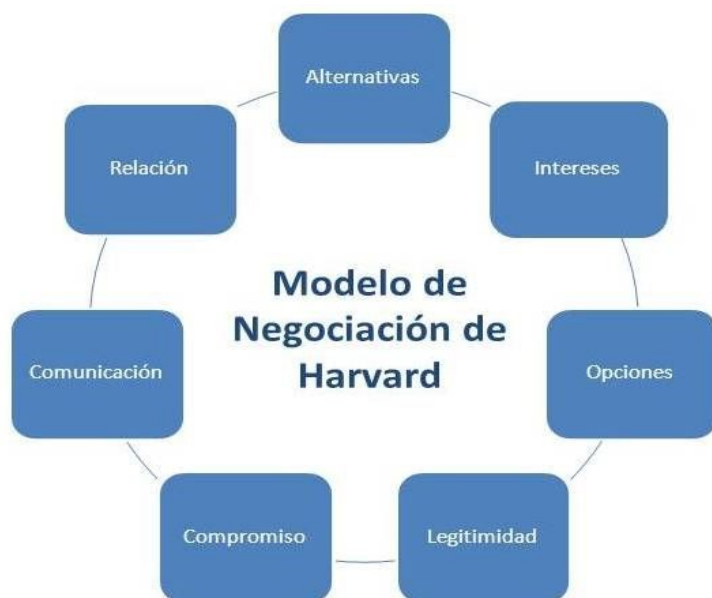 Alternativas
Relación
Intereses
Modelo de
Negociación de
Harvard
Comunicación
Opciones
Compromiso
Legitimidad